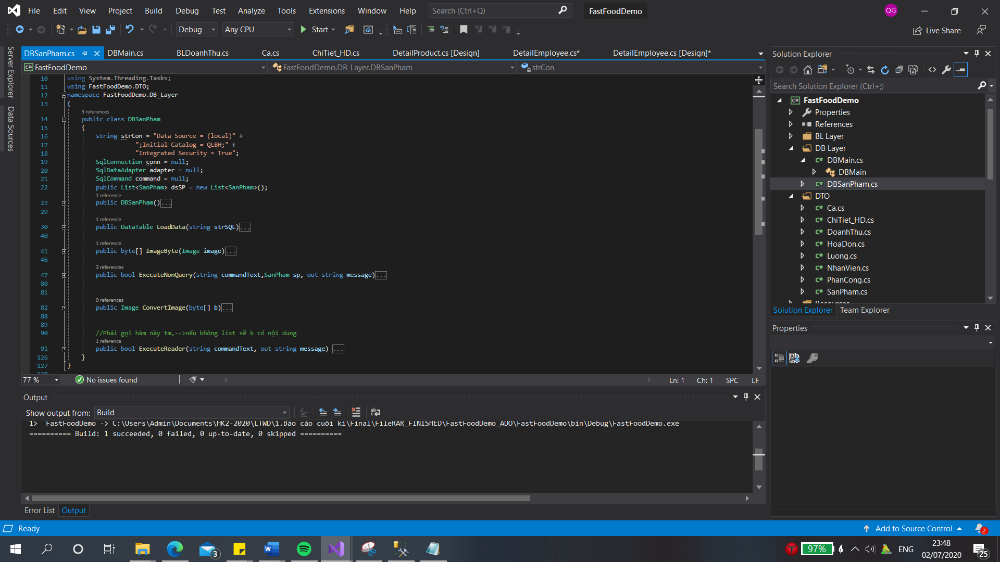 File Edit View Project Build Debug Test Analyze Tools Extensions Window Help Search (Ctrl+Q) FastFoodDemo QG
Debug Any CPU Start Live Share
Server Explorer
Data Sources
DBSanPham.cs DBMain.cs BLDoanhThu.cs Ca.cs ChiTiet_HD.cs DetailProduct.cs [Design] DetailEmployee.cs* DetailEmployee.cs [Design]*
FastFoodDemo FastFoodDemo.DB_Layer.DBSanPham strCon
10 using System.Threading.Tasks;
11 using FastFoodDemo.DTO;
12 namespace FastFoodDemo.DB_Layer
13 {
3 references
14 public class DBSanPham
15 {
16 string strCon = "Data Source = (local)" +
17 ";Initial Catalog = QLBH;" +
18 "Integrated Security = True";
19 SqlConnection conn = null;
20 SqlDataAdapter adapter = null;
21 SqlCommand command = null;
22 public List<SanPham> dsSP = new List<SanPham>();
1 reference
23 public DBSanPham()...
29
1 reference
30 public DataTable LoadData(string strSQL)...
40
1 reference
41 public byte[] ImageByte(Image image)...
46
3 references
47 public bool ExecuteNonQuery(string commandText,SanPham sp, out string message)...
80
81
0 references
82 public Image ConvertImage(byte[] b)...
88
89
90 //Phải gọi hàm này tm,-->nếu không list sẽ k có nội dung
1 reference
91 public bool ExecuteReader(string commandText, out string message) ...
126 }
127 }
128
77 % No issues found Ln: 1 Ch: 1 SPC LF
Output
Show output from: Build
1> FastFoodDemo -> C:\Users\Admin\Documents\HK2-2020\LTWD\1.Báo cáo cuối kì\Final\FileRAR_FINISHED\FastFoodDemo_ADO\FastFoodDemo\bin\Debug\FastFoodDemo.exe
========== Build: 1 succeeded, 0 failed, 0 up-to-date, 0 skipped ==========
Error List Output
Solution Explorer
Search Solution Explorer (Ctrl+;)
FastFoodDemo
Properties
References
BL Layer
DB Layer
DBMain.cs
DBMain
DBSanPham.cs
DTO
Ca.cs
ChiTiet_HD.cs
DoanhThu.cs
HoaDon.cs
Luong.cs
NhanVien.cs
PhanCong.cs
SanPham.cs
Resources
Solution Explorer Team Explorer
Properties
Ready Add to Source Control 2
3 97% ENG 23:48
02/07/2020 25